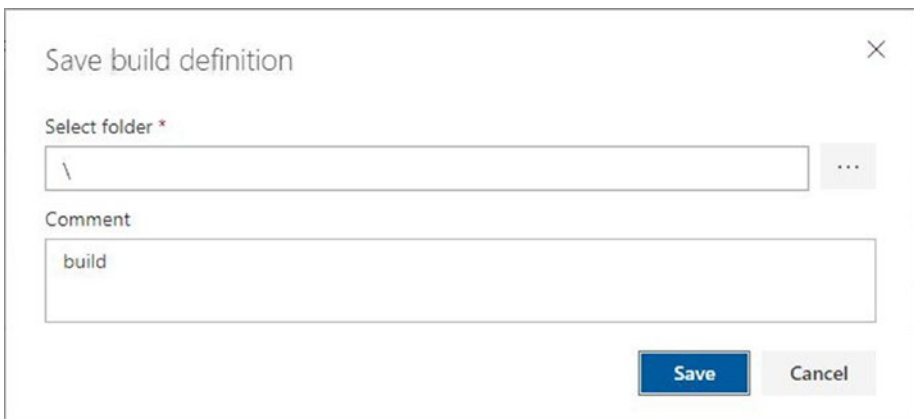 Save build definition
Select folder *
\
...
Comment
build
Save
Cancel